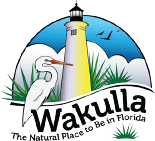 Wakulla
The Natural Place to Be in Florida